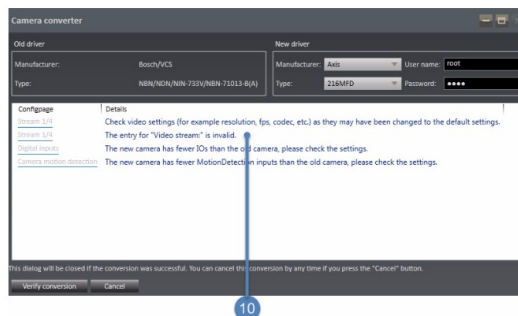 Camera converter
Old driver
New driver
Manufacturer: Bosch/VCS
Manufacturer: Axis User name: root
Type: NBN/NDN/NIN-733V/NBN-71013-B(A)
Type: 216MFD Password: ●●●●
Configpage Details
Stream 1/4 Check video settings (for example resolution, fps, codec, etc.) as they may have been changed to the default settings.
Stream 1/4 The entry for "Video stream" is invalid.
Digital Inputs The new camera has fewer IOs than the old camera, please check the settings.
Camera motion detection The new camera has fewer MotionDetection inputs than the old camera, please check the settings.
This dialog will be closed if the conversion was successful. You can cancel this conversion by any time if you press the "Cancel" button.
Verify conversion Cancel
10